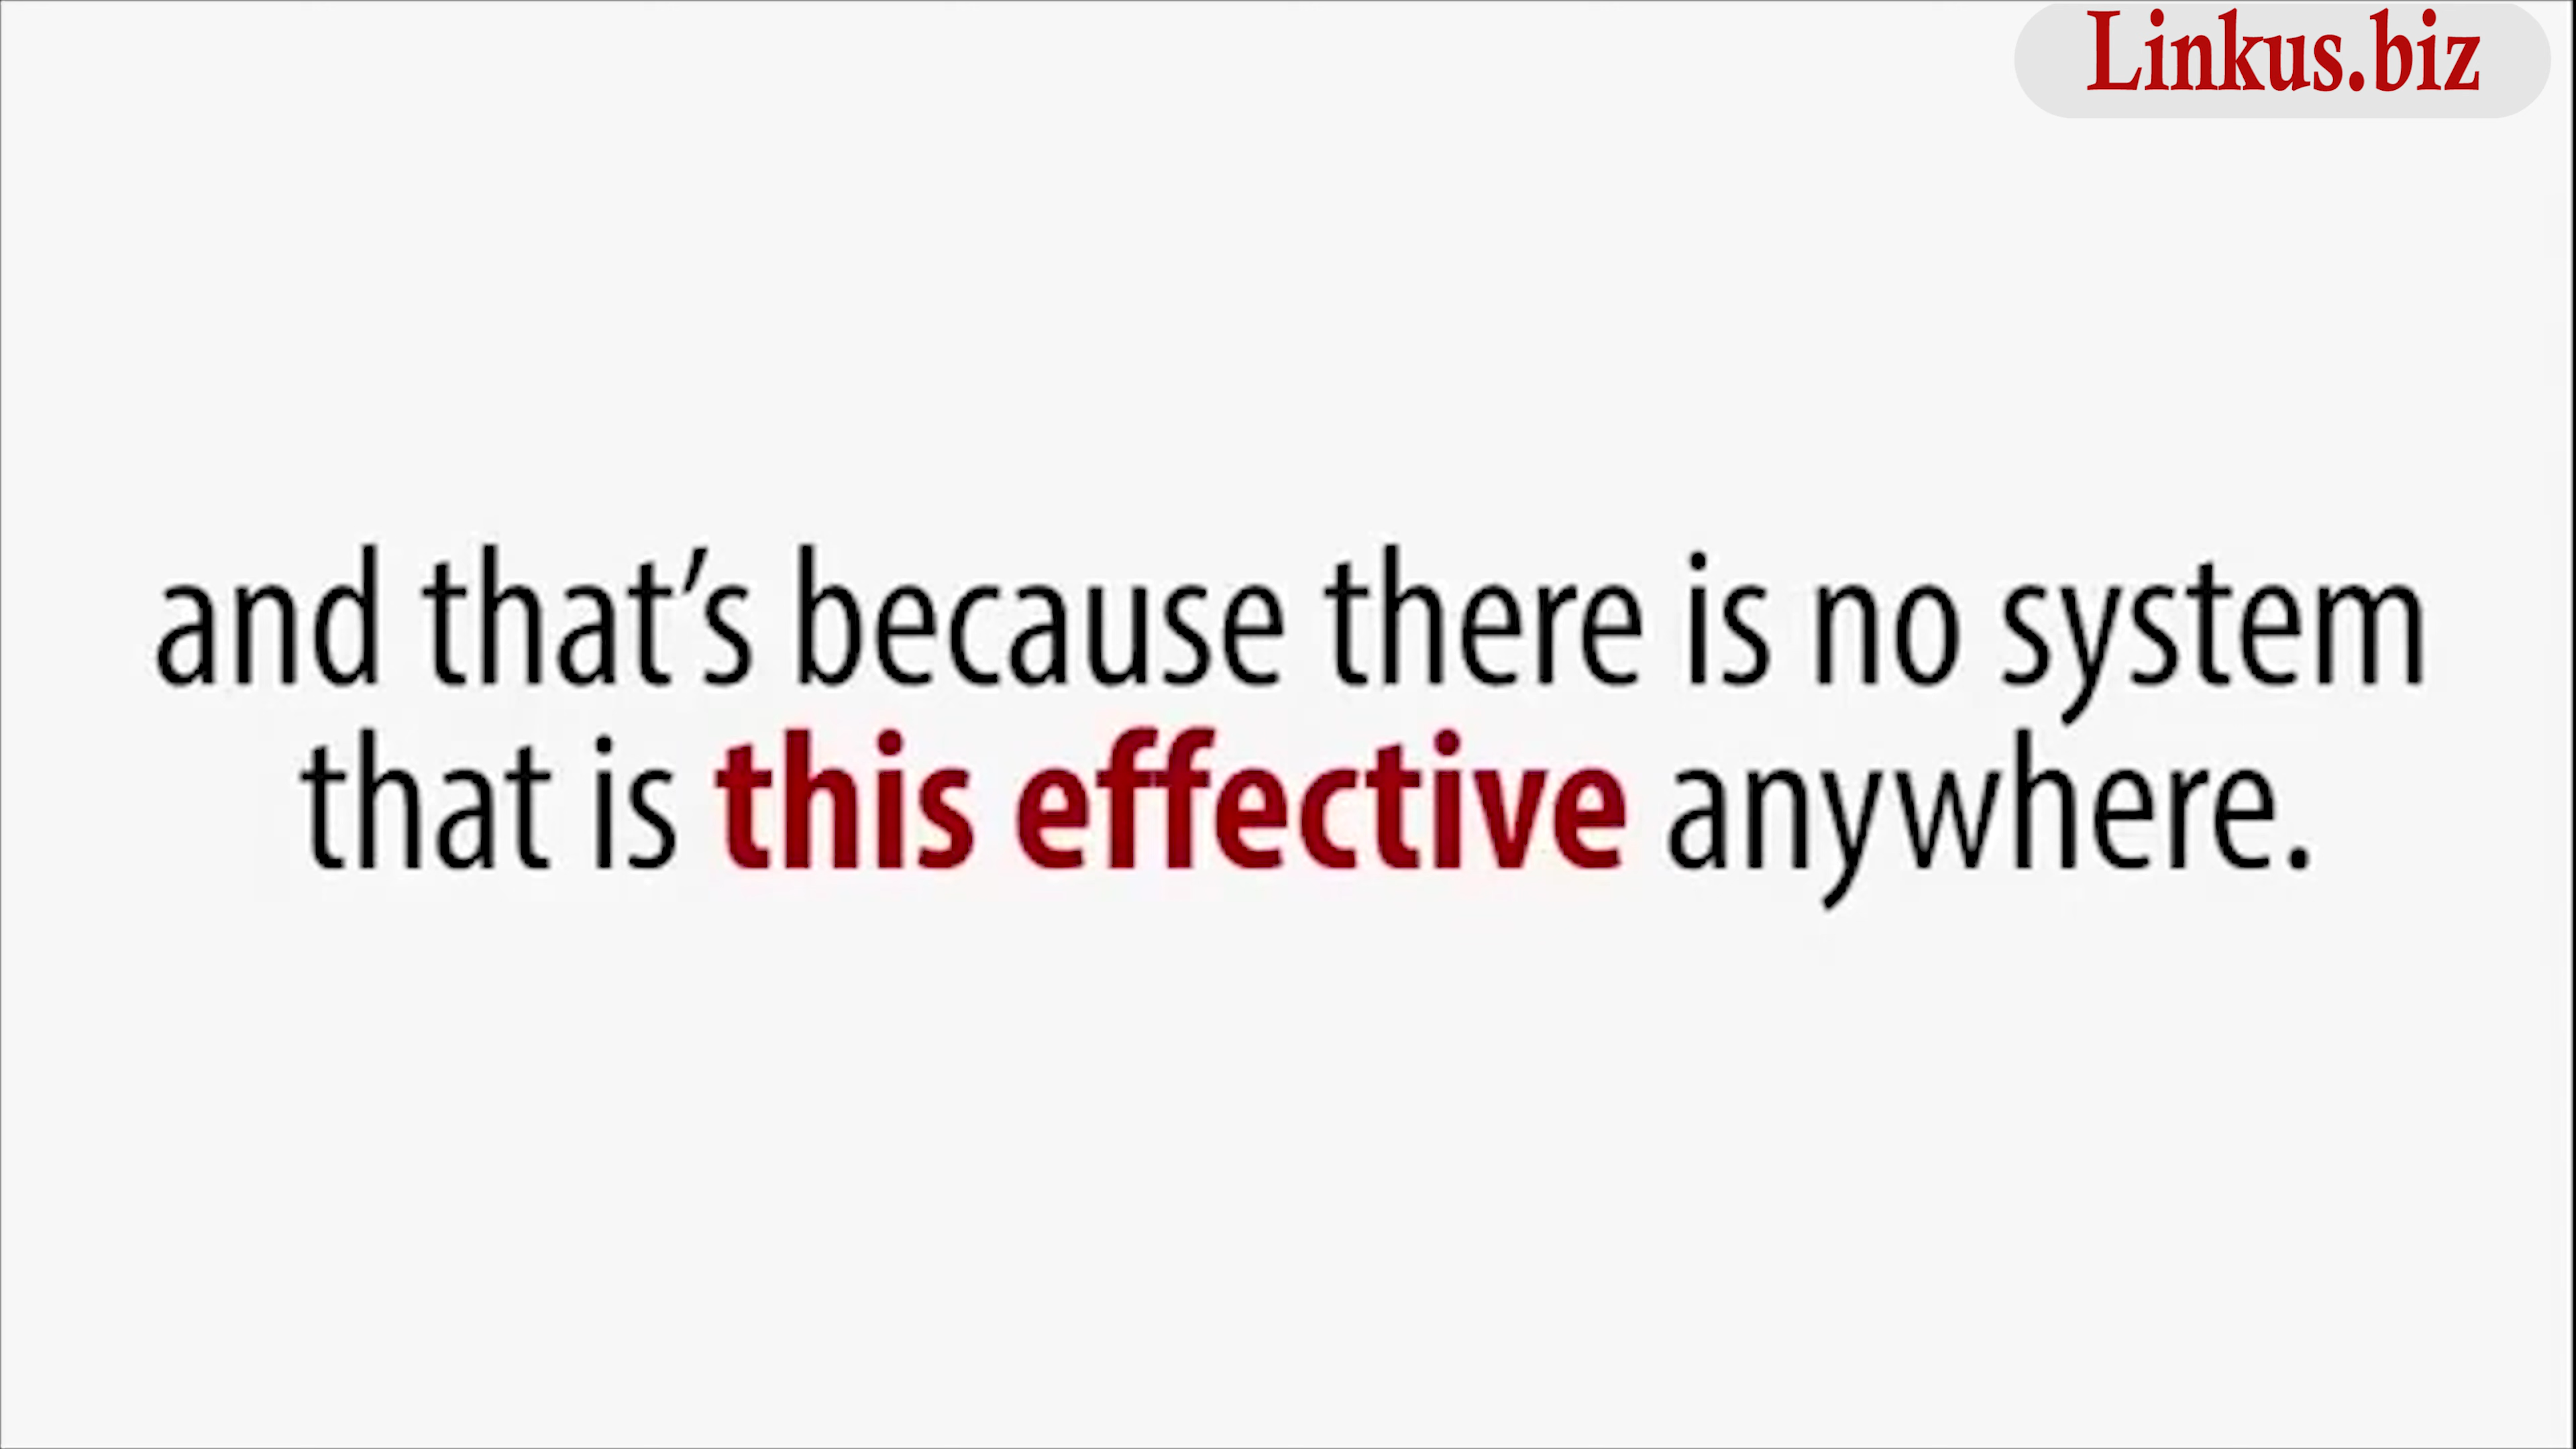 Linkus.biz
and that’s because there is no system
that is this effective anywhere.